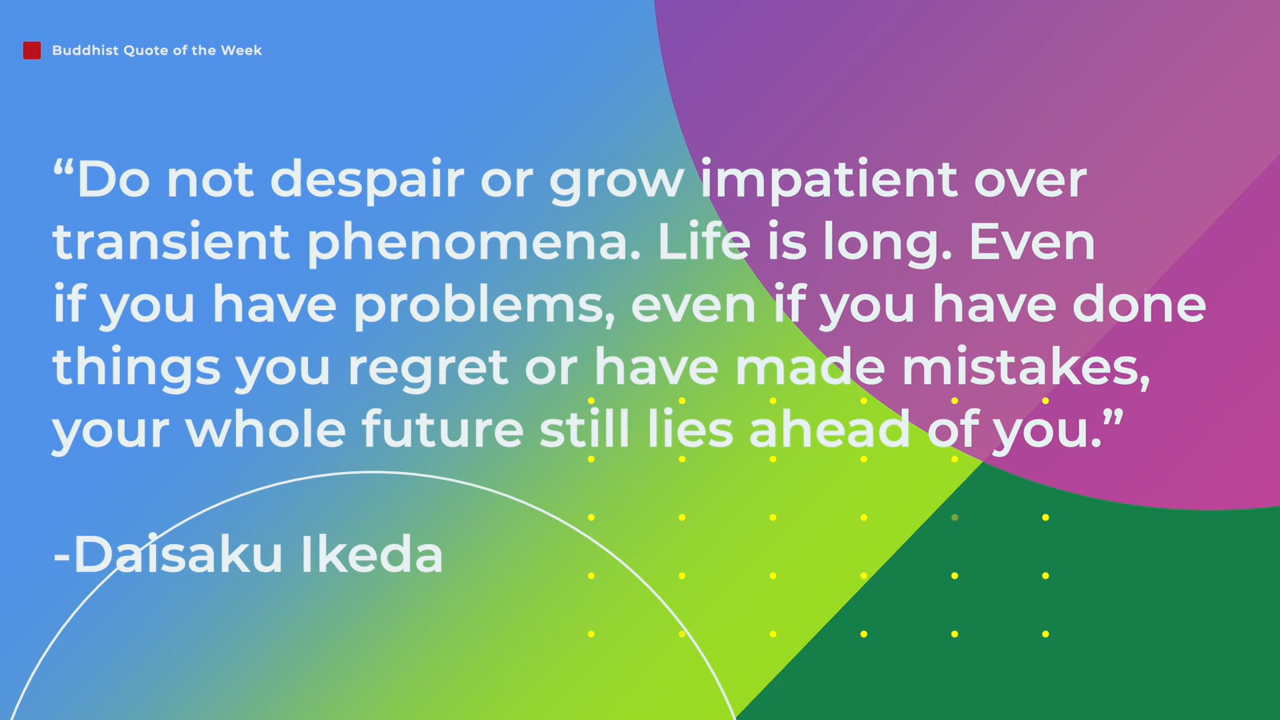 Buddhist Quote of the Week
“Do not despair or grow impatient over
transient phenomena. Life is long. Even
if you have problems, even if you have done
things you regret or have made mistakes,
your whole future still lies ahead of you.”
-Daisaku Ikeda